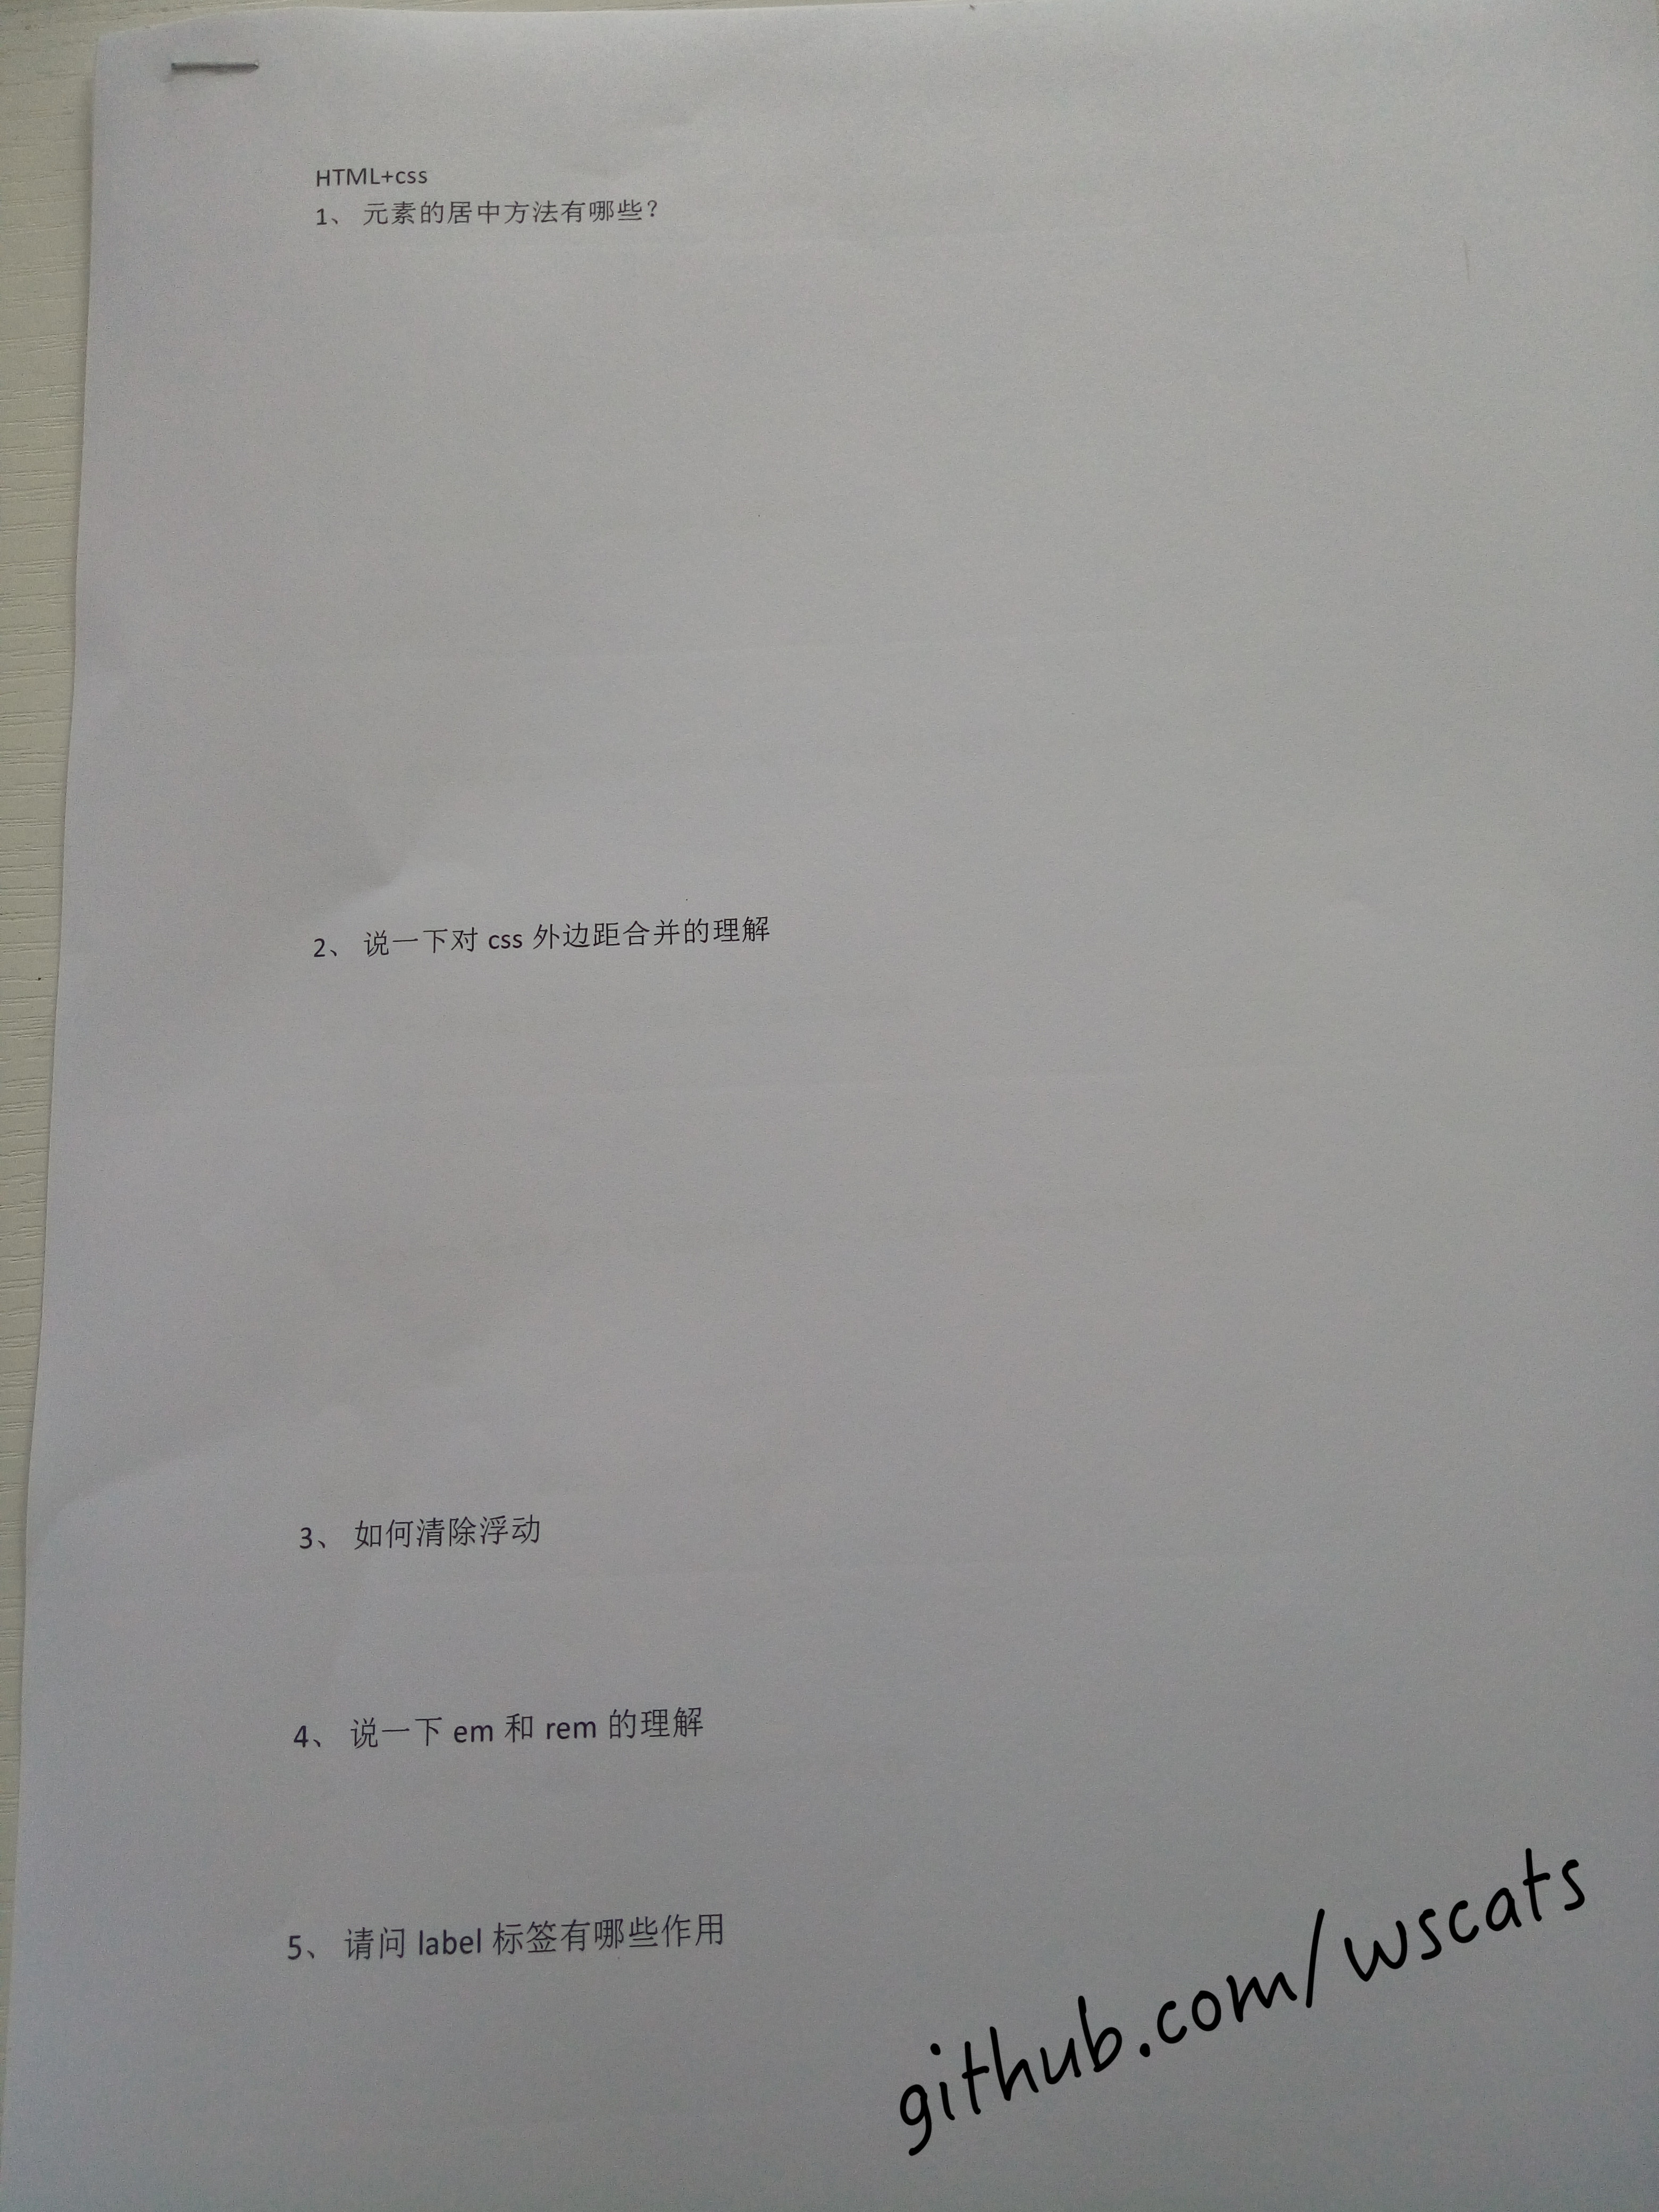 HTML+css
1、 元素的居中方法有哪些？
2、 说一下对 css 外边距合并的理解
3、 如何清除浮动
4、 说一下 em 和 rem 的理解
5、 请问 label 标签有哪些作用
github.com/wscats